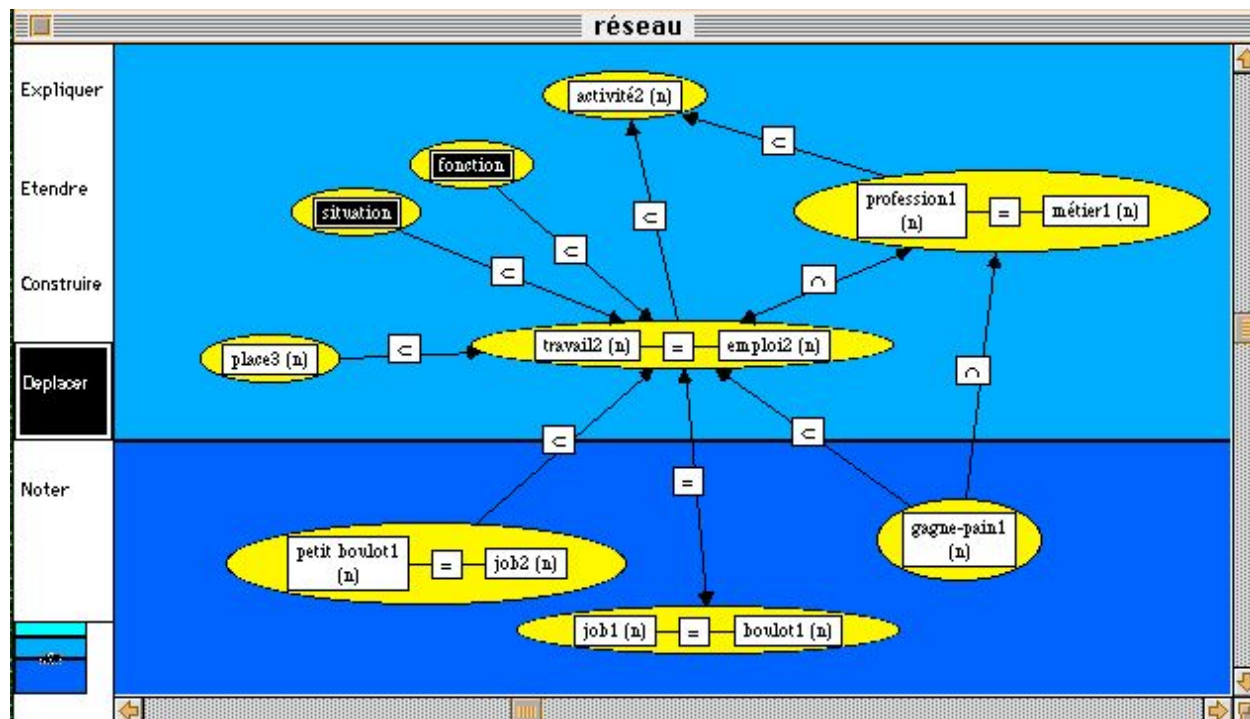 réseau
Expliquer
Etendre
Construire
Deplacer
Noter
activité2 (n)
⊂
fonction
profession1
(n)
=
métier1 (n)
situation
⊂
⊂
⊂
∩
travail2 (n)
=
emploi2 (n)
place3 (n)
⊂
∩
⊂
⊂
=
gagne-pain1
(n)
petit boulot1
(n)
=
job2 (n)
job1 (n)
=
boulot1 (n)